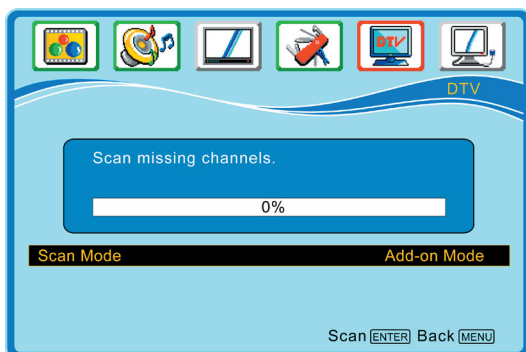 DTV
DTV
Scan missing channels.
0%
Scan Mode Add-on Mode
Scan ENTER Back MENU